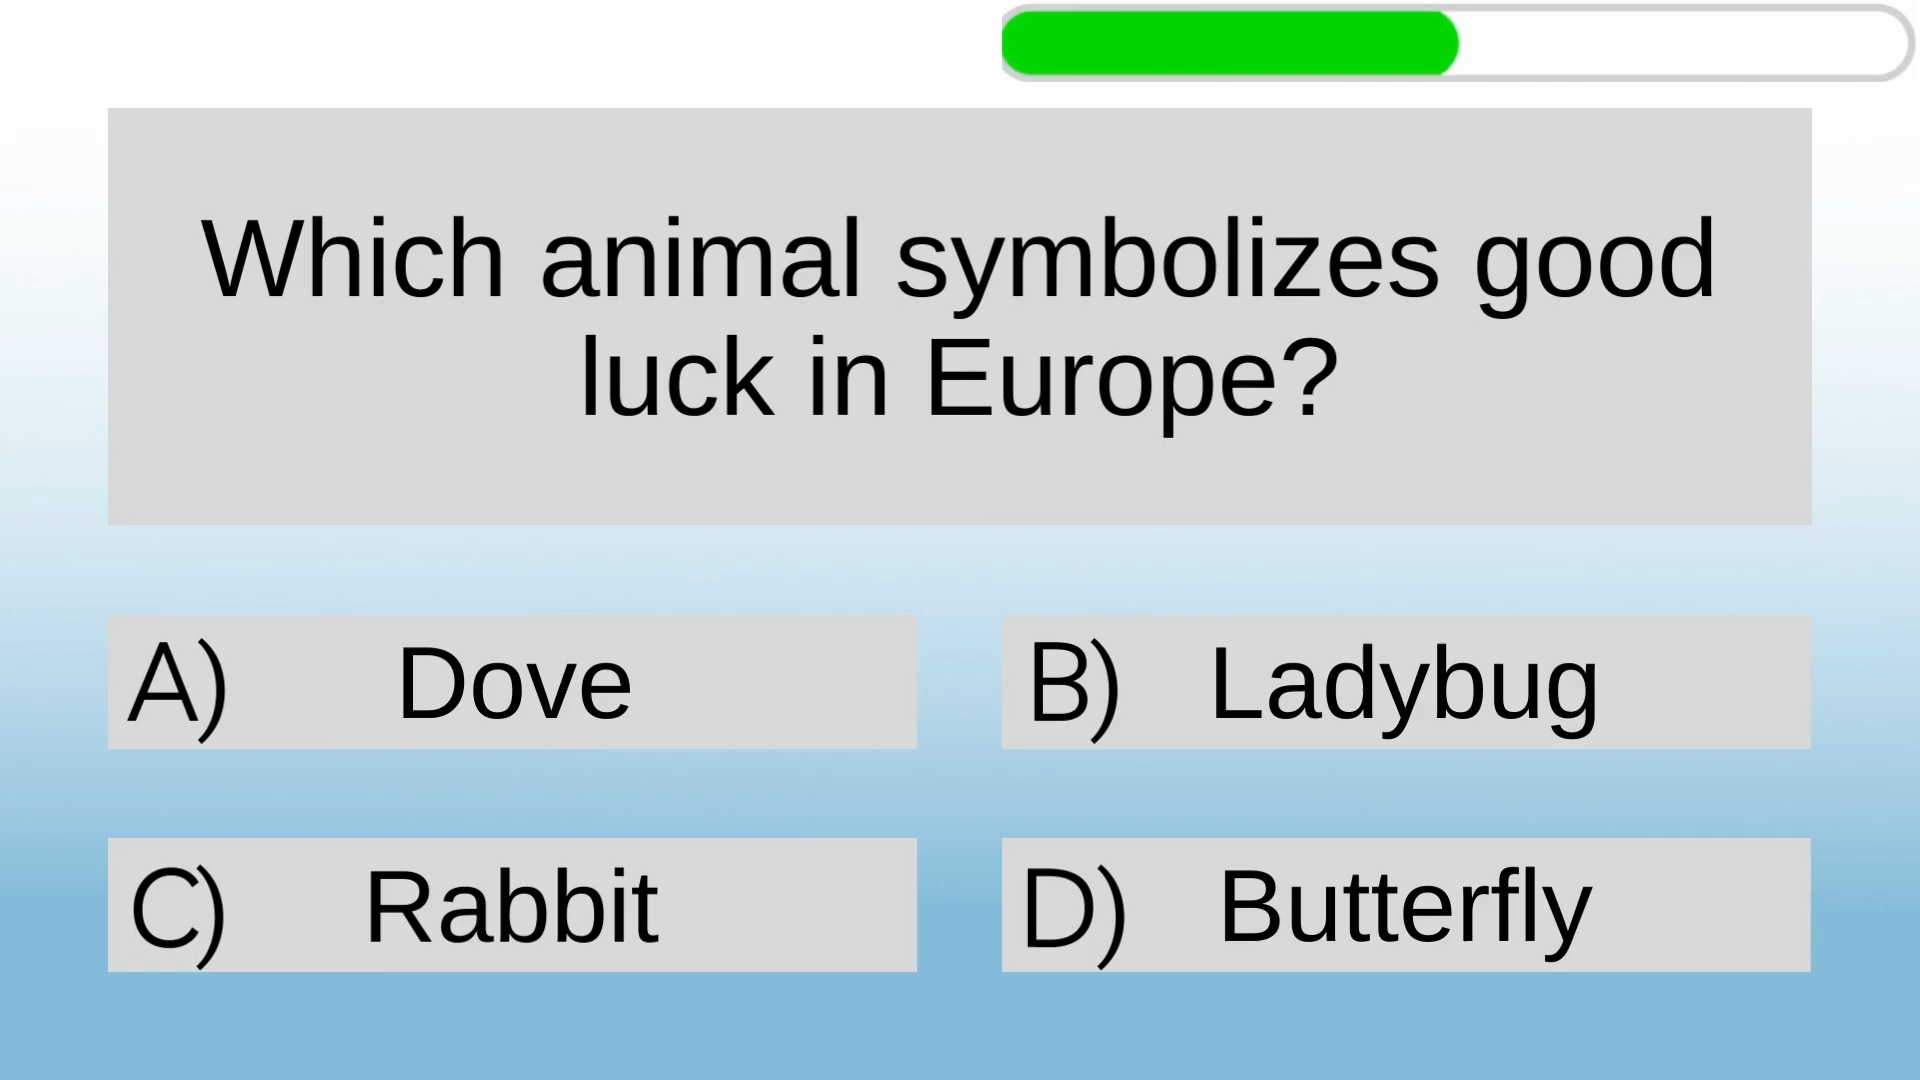 Which animal symbolizes good
luck in Europe?
A) Dove
B) Ladybug
C) Rabbit
D) Butterfly